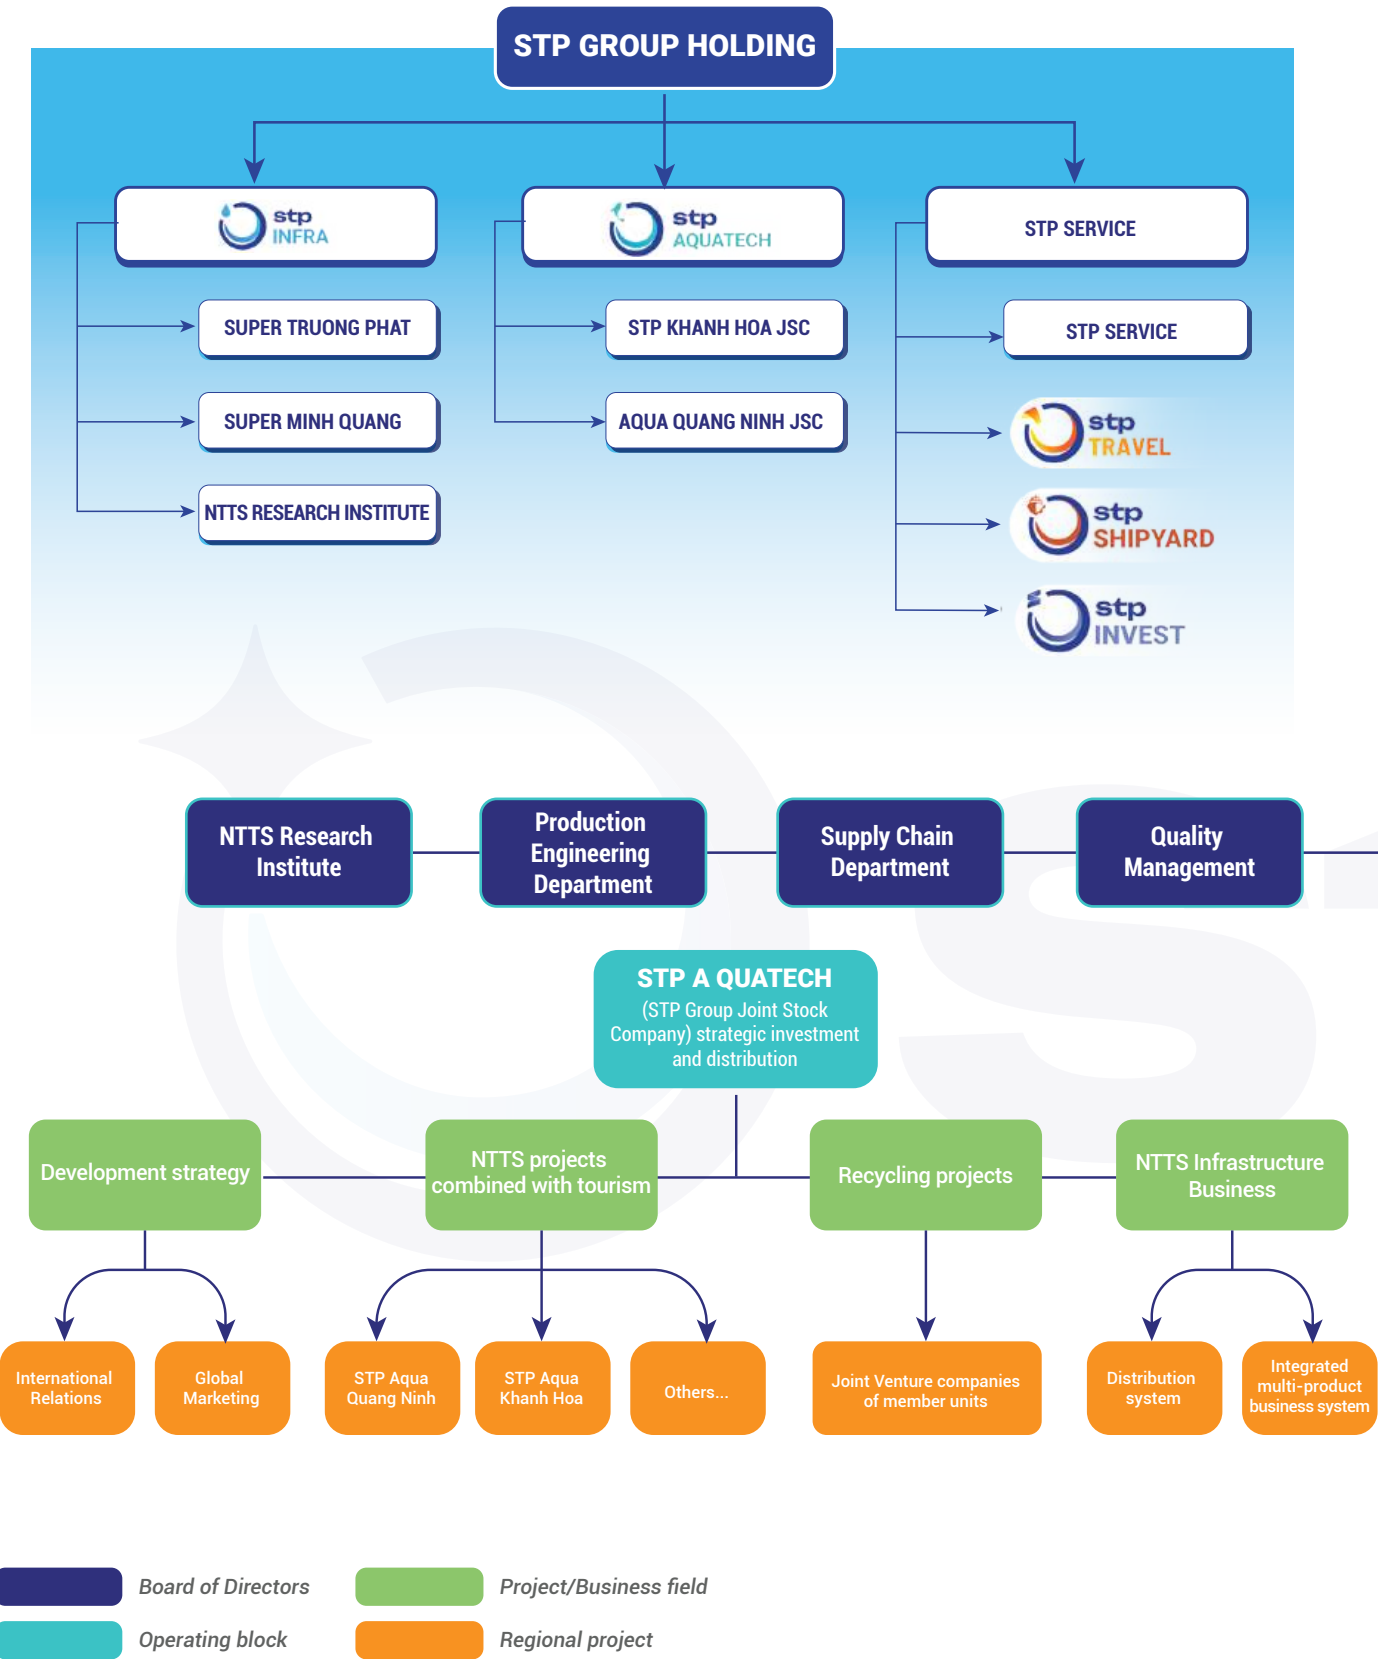 STP GROUP HOLDING
stp
INFRA
SUPER TRUONG PHAT
SUPER MINH QUANG
NTTS RESEARCH INSTITUTE
stp
AQUATECH
STP KHANH HOA JSC
AQUA QUANG NINH JSC
STP SERVICE
STP SERVICE
stp
TRAVEL
stp
SHIPYARD
stp
INVEST
NTTS Research
Institute
Production
Engineering
Department
Supply Chain
Department
Quality
Management
STP A QUATECH
(STP Group Joint Stock
Company) strategic investment
and distribution
Development strategy
NTTS projects
combined with tourism
Recycling projects
NTTS Infrastructure
Business
International
Relations
Global
Marketing
STP Aqua
Quang Ninh
STP Aqua
Khanh Hoa
Others...
Joint Venture companies
of member units
Distribution
system
Integrated
multi-product
business system
Board of Directors
Project/Business field
Operating block
Regional project